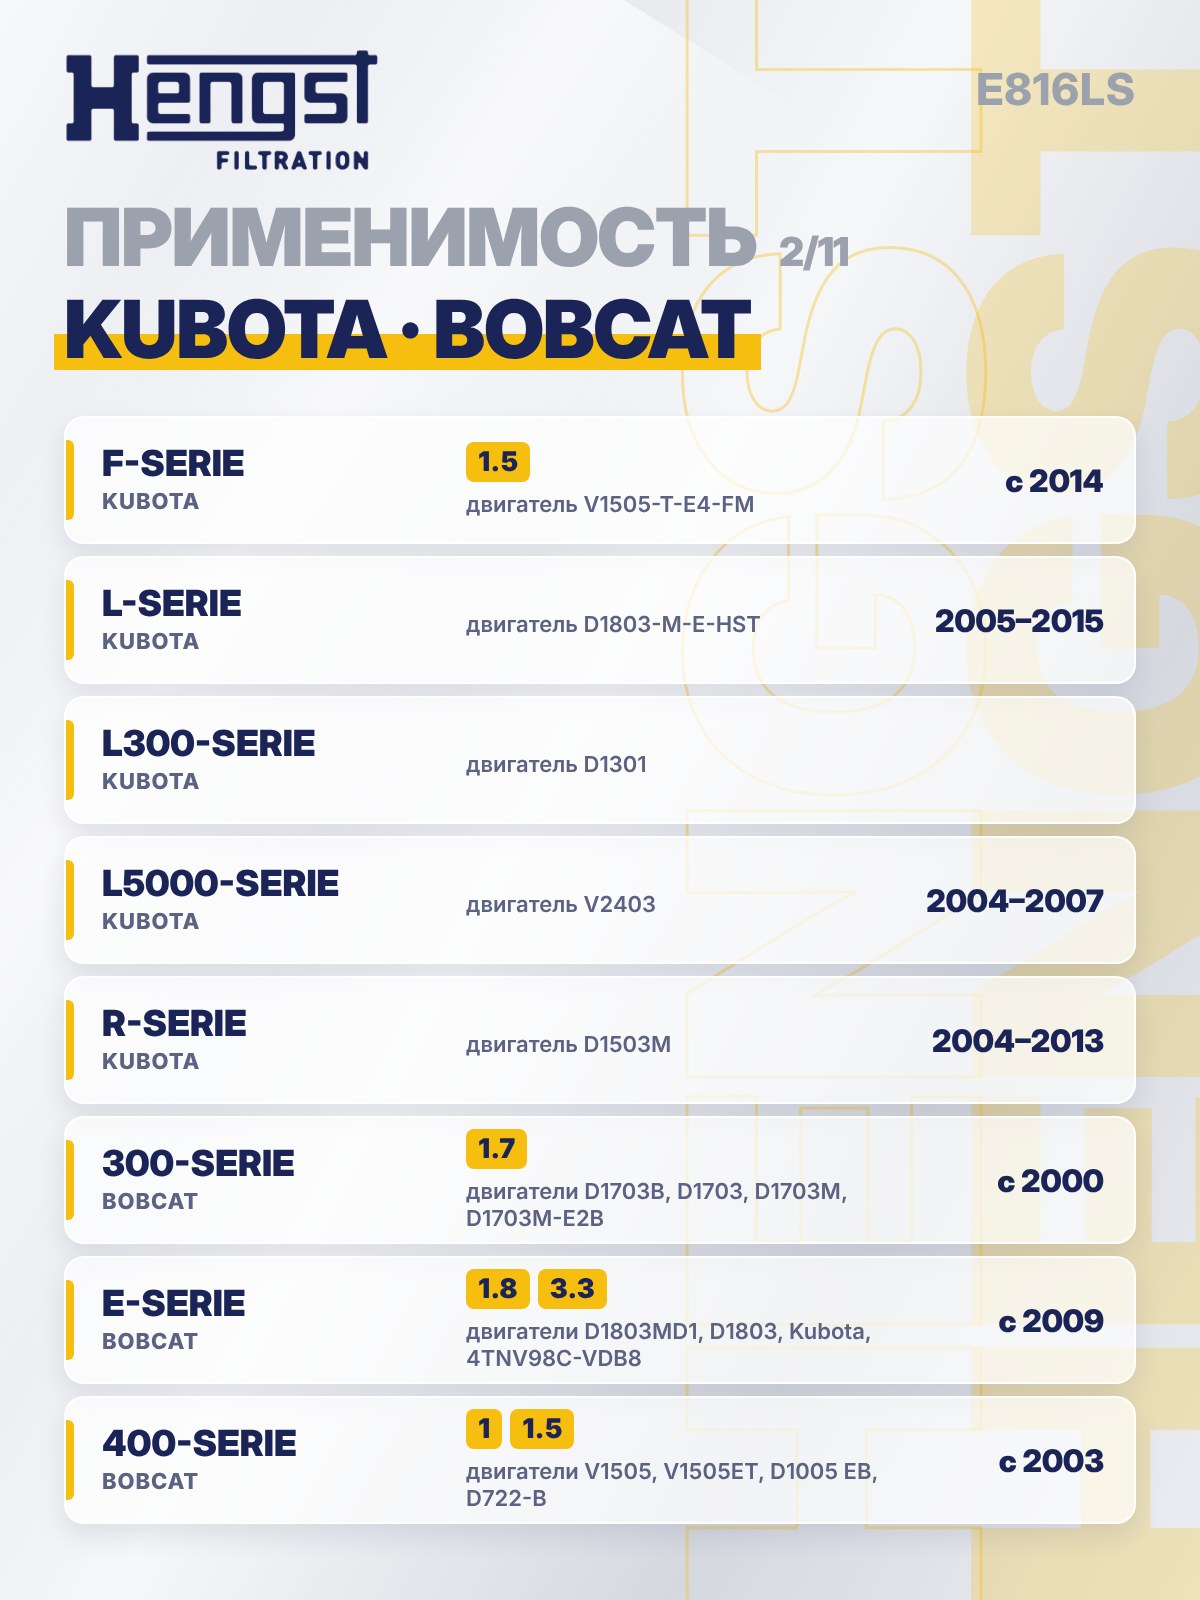 Hengst
FILTRATION
E816LS
ПРИМЕНИМОСТЬ 2/11
KUBOTA · BOBCAT
F-SERIE
KUBOTA
1.5
двигатель V1505-T-E4-FM
с 2014
L-SERIE
KUBOTA
двигатель D1803-M-E-HST
2005–2015
L300-SERIE
KUBOTA
двигатель D1301
L5000-SERIE
KUBOTA
двигатель V2403
2004–2007
R-SERIE
KUBOTA
двигатель D1503M
2004–2013
300-SERIE
BOBCAT
1.7
двигатели D1703B, D1703, D1703M,
D1703M-E2B
с 2000
E-SERIE
BOBCAT
1.8 3.3
двигатели D1803MD1, D1803, Kubota,
4TNV98C-VDB8
с 2009
400-SERIE
BOBCAT
1 1.5
двигатели V1505, V1505ET, D1005 EB,
D722-B
с 2003
HENGST
HENGST